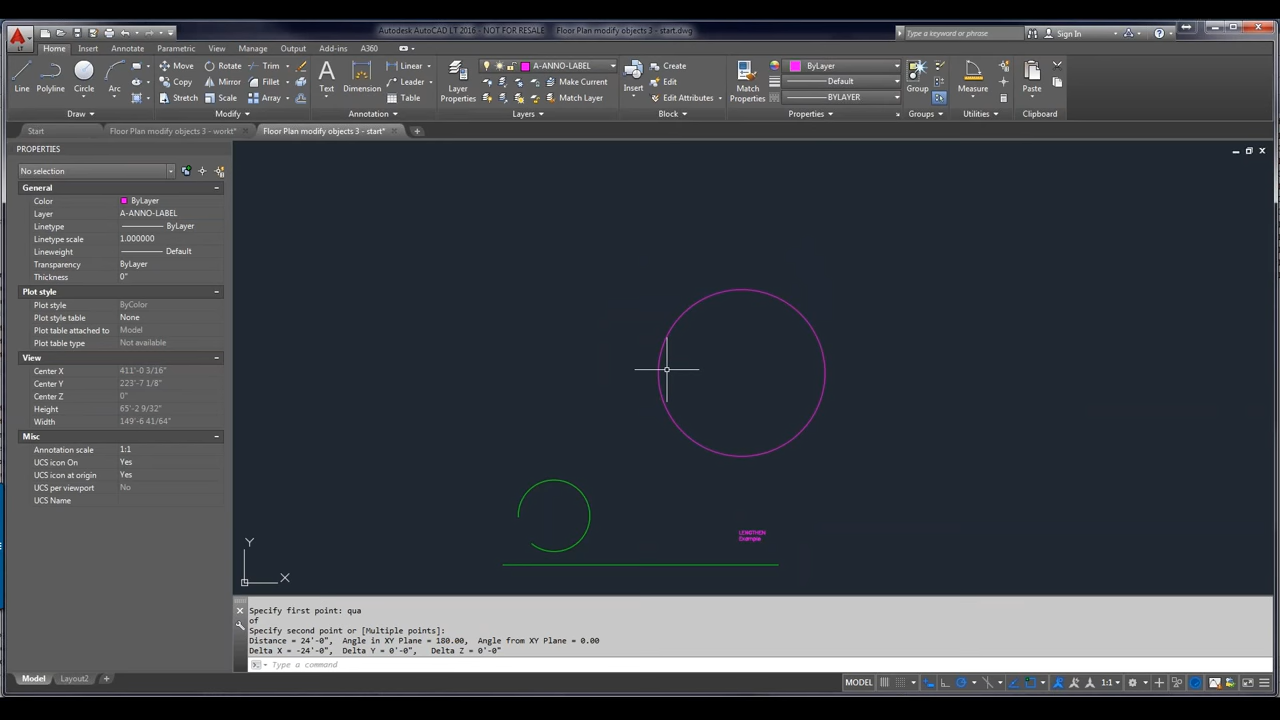 Autodesk AutoCAD LT 2016 - NOT FOR RESALE Floor Plan modify objects 3 - start.dwg
Type a keyword or phrase
Sign In
LT
Home Insert Annotate Parametric View Manage Output Add-ins A360
Line Polyline Circle Arc
Move Rotate Trim
Copy Mirror Fillet
Stretch Scale Array
Text Dimension
Linear
Leader
Table
Layer Properties
A-ANNO-LABEL
Make Current
Match Layer
Insert
Create
Edit
Edit Attributes
Match Properties
ByLayer
Default
BYLAYER
Group
Measure
Paste
Draw Modify Annotation Layers Block Properties Groups Utilities Clipboard
Start Floor Plan modify objects 3 - workt* Floor Plan modify objects 3 - start*
PROPERTIES
No selection
General
Color ByLayer
Layer A-ANNO-LABEL
Linetype ByLayer
Linetype scale 1.000000
Lineweight Default
Transparency ByLayer
Thickness 0"
Plot style
Plot style ByColor
Plot style table None
Plot table attached to Model
Plot table type Not available
View
Center X 411'-0 3/16"
Center Y 223'-7 1/8"
Center Z 0"
Height 65'-2 9/32"
Width 149'-6 41/64"
Misc
Annotation scale 1:1
UCS icon On Yes
UCS icon at origin Yes
UCS per viewport No
UCS Name
LENGTHEN
Example
Y
X
Specify first point: qua
of
Specify second point or [Multiple points]:
Distance = 24'-0", Angle in XY Plane = 180.00, Angle from XY Plane = 0.00
Delta X = -24'-0", Delta Y = 0'-0", Delta Z = 0'-0"
Type a command
Model Layout2
MODEL
1:1